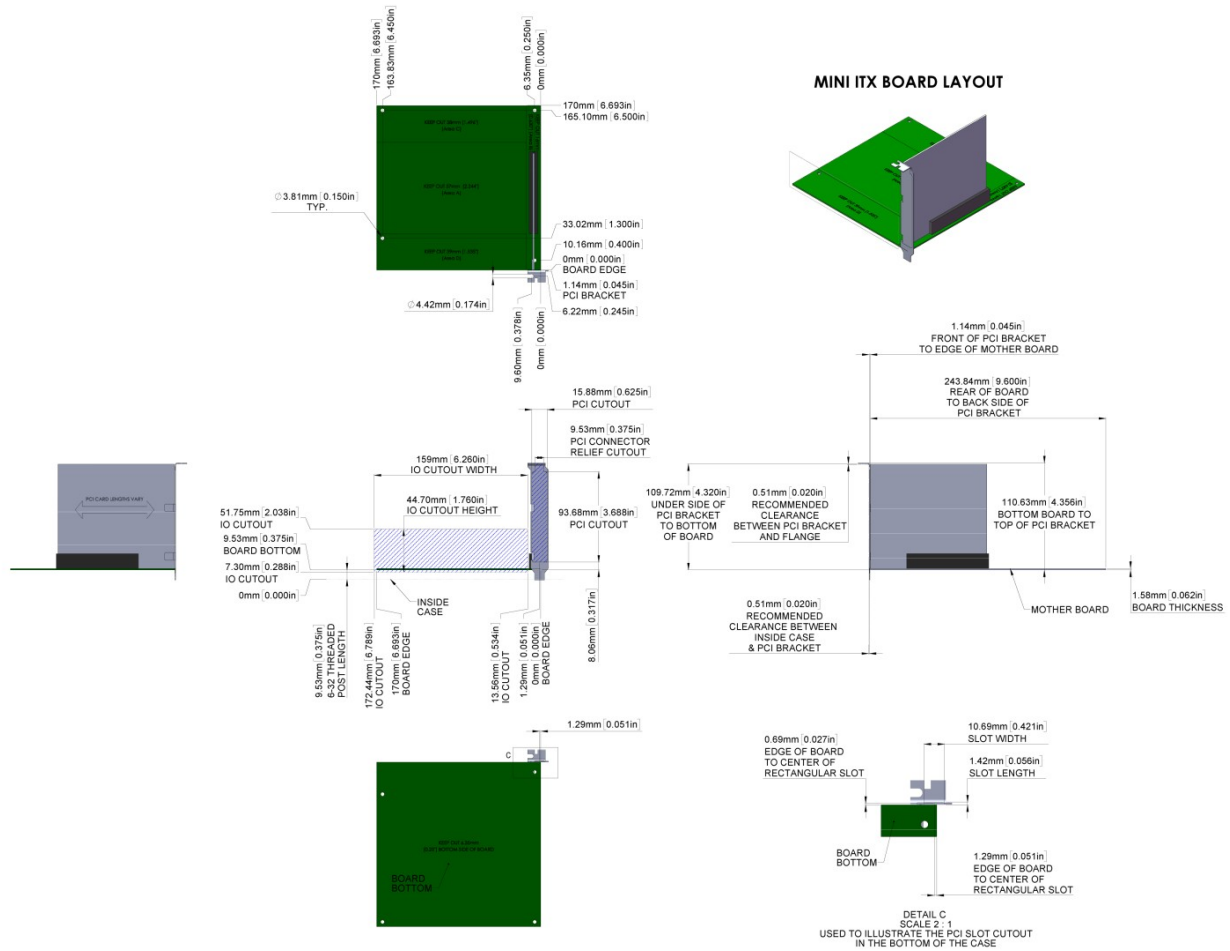 MINI ITX BOARD LAYOUT
170mm [6.693in]
163.83mm [6.450in]
6.35mm [0.250in]
0mm [0.000in]
170mm [6.693in]
165.10mm [6.500in]
∅3.81mm [0.150in]
TYP.
33.02mm [1.300in]
10.16mm [0.400in]
0mm [0.000in]
BOARD EDGE
1.14mm [0.045in]
PCI BRACKET
∅4.42mm [0.174in]
6.22mm [0.245in]
9.60mm [0.378in]
0mm [0.000in]
1.14mm [0.045in]
FRONT OF PCI BRACKET
TO EDGE OF MOTHER BOARD
243.84mm [9.600in]
REAR OF BOARD
TO BACK SIDE OF
PCI BRACKET
15.88mm [0.625in]
PCI CUTOUT
9.53mm [0.375in]
PCI CONNECTOR
RELIEF CUTOUT
159mm [6.260in]
IO CUTOUT WIDTH
44.70mm [1.760in]
IO CUTOUT HEIGHT
93.68mm [3.688in]
PCI CUTOUT
PCI CARD LENGTHS VARY
51.75mm [2.038in]
IO CUTOUT
9.53mm [0.375in]
BOARD BOTTOM
7.30mm [0.288in]
IO CUTOUT
0mm [0.000in]
INSIDE
CASE
9.53mm [0.375in]
6-32 THREADED
POST LENGTH
172.44mm [6.789in]
IO CUTOUT
170mm [6.693in]
BOARD EDGE
13.56mm [0.534in]
IO CUTOUT
1.29mm [0.051in]
0mm [0.000in]
BOARD EDGE
8.06mm [0.317in]
109.72mm [4.320in]
UNDER SIDE OF
PCI BRACKET
TO BOTTOM
OF BOARD
0.51mm [0.020in]
RECOMMENDED
CLEARANCE
BETWEEN PCI BRACKET
AND FLANGE
110.63mm [4.356in]
BOTTOM BOARD TO
TOP OF PCI BRACKET
0.51mm [0.020in]
RECOMMENDED
CLEARANCE BETWEEN
INSIDE CASE
& PCI BRACKET
MOTHER BOARD
1.58mm [0.062in]
BOARD THICKNESS
1.29mm [0.051in]
C
BOARD
BOTTOM
0.69mm [0.027in]
EDGE OF BOARD
TO CENTER OF
RECTANGULAR SLOT
10.69mm [0.421in]
SLOT WIDTH
1.42mm [0.056in]
SLOT LENGTH
BOARD
BOTTOM
1.29mm [0.051in]
EDGE OF BOARD
TO CENTER OF
RECTANGULAR SLOT
DETAIL C
SCALE 2 : 1
USED TO ILLUSTRATE THE PCI SLOT CUTOUT
IN THE BOTTOM OF THE CASE